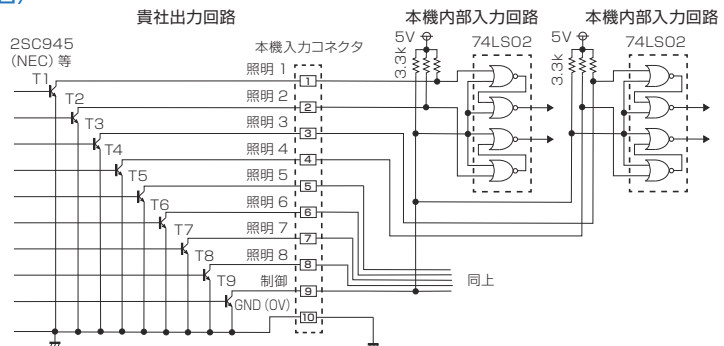 貴社出力回路
本機内部入力回路
本機内部入力回路
2SC945
(NEC)等
本機入力コネクタ
5V
74LS02
5V
74LS02
3.3k
3.3k
T1
照明 1
1
T2
照明 2
2
T3
照明 3
3
T4
照明 4
4
T5
照明 5
5
T6
照明 6
6
T7
照明 7
7
T8
照明 8
8
同上
T9
制御
9
GND(0V)
10